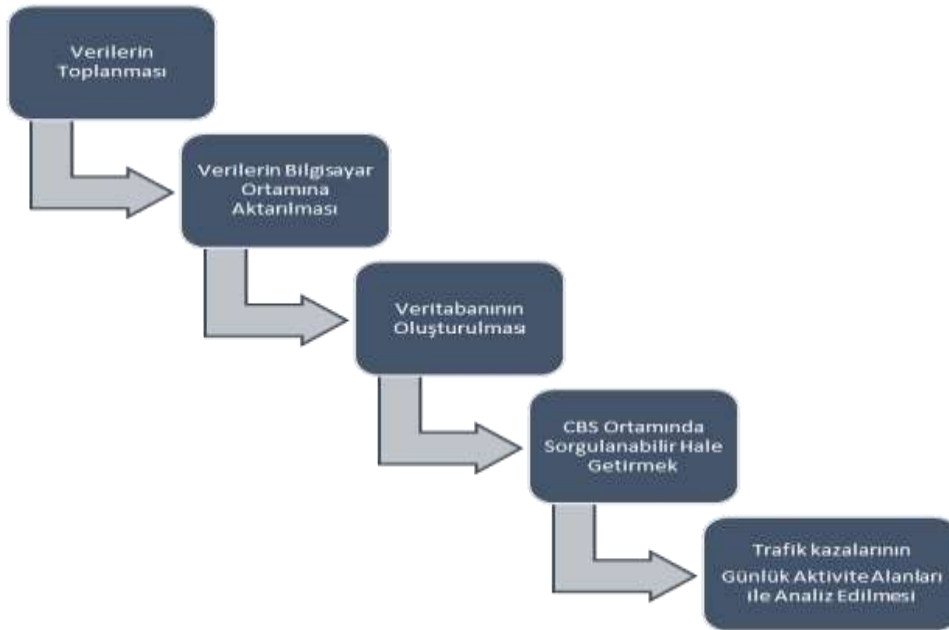 Verilerin
Toplanması
Verilerin Bilgisayar
Ortamına
Aktarılması
Veritabanının
Oluşturulması
CBS Ortamında
Sorgulanabilir Hale
Getirmek
Trafik kazalarının
Günlük Aktivite Alanları
ile Analiz Edilmesi